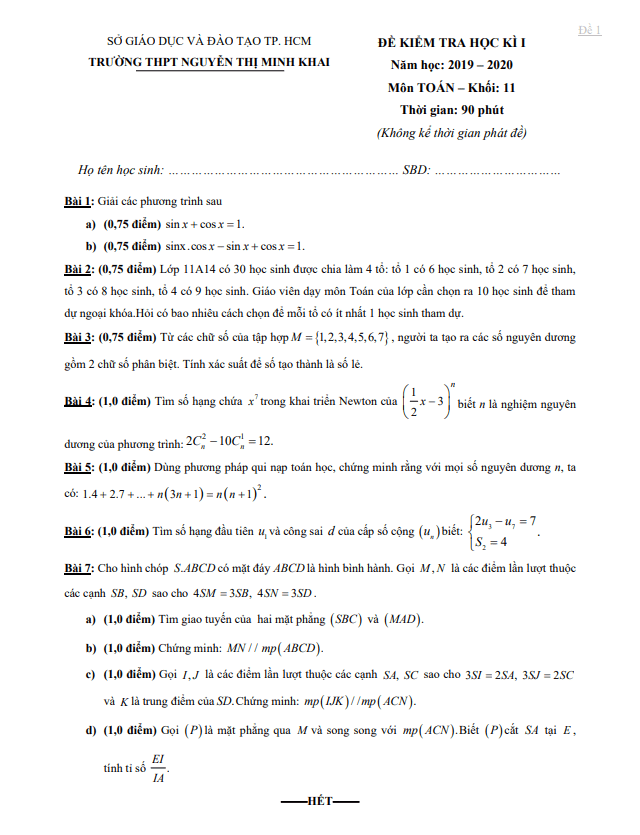 Đề 1
SỞ GIÁO DỤC VÀ ĐÀO TẠO TP. HCM
TRƯỜNG THPT NGUYỄN THỊ MINH KHAI
ĐỀ KIỂM TRA HỌC KÌ I
Năm học: 2019 – 2020
Môn TOÁN – Khối: 11
Thời gian: 90 phút
(Không kể thời gian phát đề)
Họ tên học sinh: ………………………………………………… SBD: ……………………………
Bài 1: Giải các phương trình sau
a) (0,75 điểm) sin x + cos x = 1.
b) (0,75 điểm) sinx.cos x − sin x + cos x = 1.
Bài 2: (0,75 điểm) Lớp 11A14 có 30 học sinh được chia làm 4 tổ: tổ 1 có 6 học sinh, tổ 2 có 7 học sinh,
tổ 3 có 8 học sinh, tổ 4 có 9 học sinh. Giáo viên dạy môn Toán của lớp cần chọn ra 10 học sinh để tham
dự ngoại khóa.Hỏi có bao nhiêu cách chọn để mỗi tổ có ít nhất 1 học sinh tham dự.
Bài 3: (0,75 điểm) Từ các chữ số của tập hợp M = {1,2,3,4,5,6,7}, người ta tạo ra các số nguyên dương
gồm 2 chữ số phân biệt. Tính xác suất để số tạo thành là số lẻ.
Bài 4: (1,0 điểm) Tìm số hạng chứa x⁷ trong khai triển Newton của (1/2 x − 3)ⁿ biết n là nghiệm nguyên
dương của phương trình: 2C²ₙ − 10C¹ₙ = 12.
Bài 5: (1,0 điểm) Dùng phương pháp qui nạp toán học, chứng minh rằng với mọi số nguyên dương n, ta
có: 1.4 + 2.7 + ... + n(3n + 1) = n(n + 1)².
Bài 6: (1,0 điểm) Tìm số hạng đầu tiên u₁ và công sai d của cấp số cộng (uₙ) biết: {2u₃ − u₇ = 7
S₂ = 4.
Bài 7: Cho hình chóp S.ABCD có mặt đáy ABCD là hình bình hành. Gọi M, N là các điểm lần lượt thuộc
các cạnh SB, SD sao cho 4SM = 3SB, 4SN = 3SD.
a) (1,0 điểm) Tìm giao tuyến của hai mặt phẳng (SBC) và (MAD).
b) (1,0 điểm) Chứng minh: MN // mp(ABCD).
c) (1,0 điểm) Gọi I, J là các điểm lần lượt thuộc các cạnh SA, SC sao cho 3SI = 2SA, 3SJ = 2SC
và K là trung điểm của SD. Chứng minh: mp(IJK)//mp(ACN).
d) (1,0 điểm) Gọi (P) là mặt phẳng qua M và song song với mp(ACN).Biết (P) cắt SA tại E,
tính tỉ số EI/IA.
——HẾT——